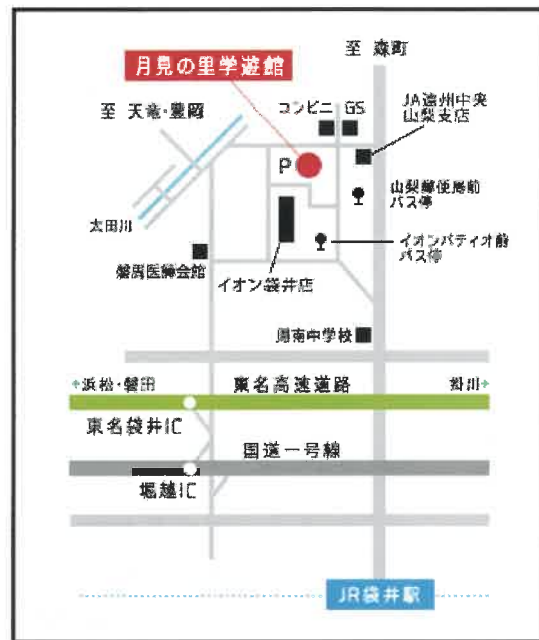 至 森町
月見の里学遊館
コンビニ GS
JA遠州中央
山梨支店
至 天竜・豊岡
P
山梨郵便局前
バス停
太田川
イオンパティオ前
バス停
磐周医師会館
イオン袋井店
周南中学校
浜松・磐田
東名高速道路
掛川
東名袋井IC
国道一号線
堀越IC
JR袋井駅